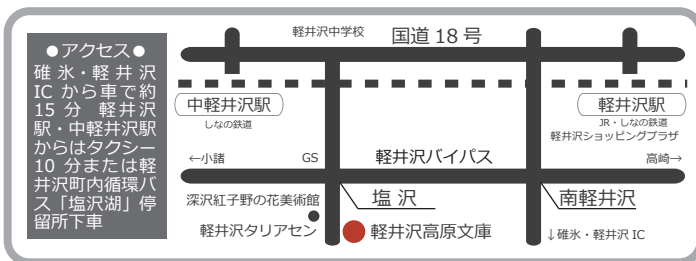 ●アクセス●
碓氷・軽井沢
IC から車で約
15 分　軽井沢
駅・中軽井沢駅
からはタクシー
10 分または軽
井沢町内循環バ
ス「塩沢湖」停
留所下車
軽井沢中学校
国道 18 号
中軽井沢駅
しなの鉄道
軽井沢駅
JR・しなの鉄道
軽井沢ショッピングプラザ
←小諸
GS
軽井沢バイパス
高崎→
深沢紅子野の花美術館
塩 沢
南軽井沢
軽井沢タリアセン
軽井沢高原文庫
↓碓氷・軽井沢 IC